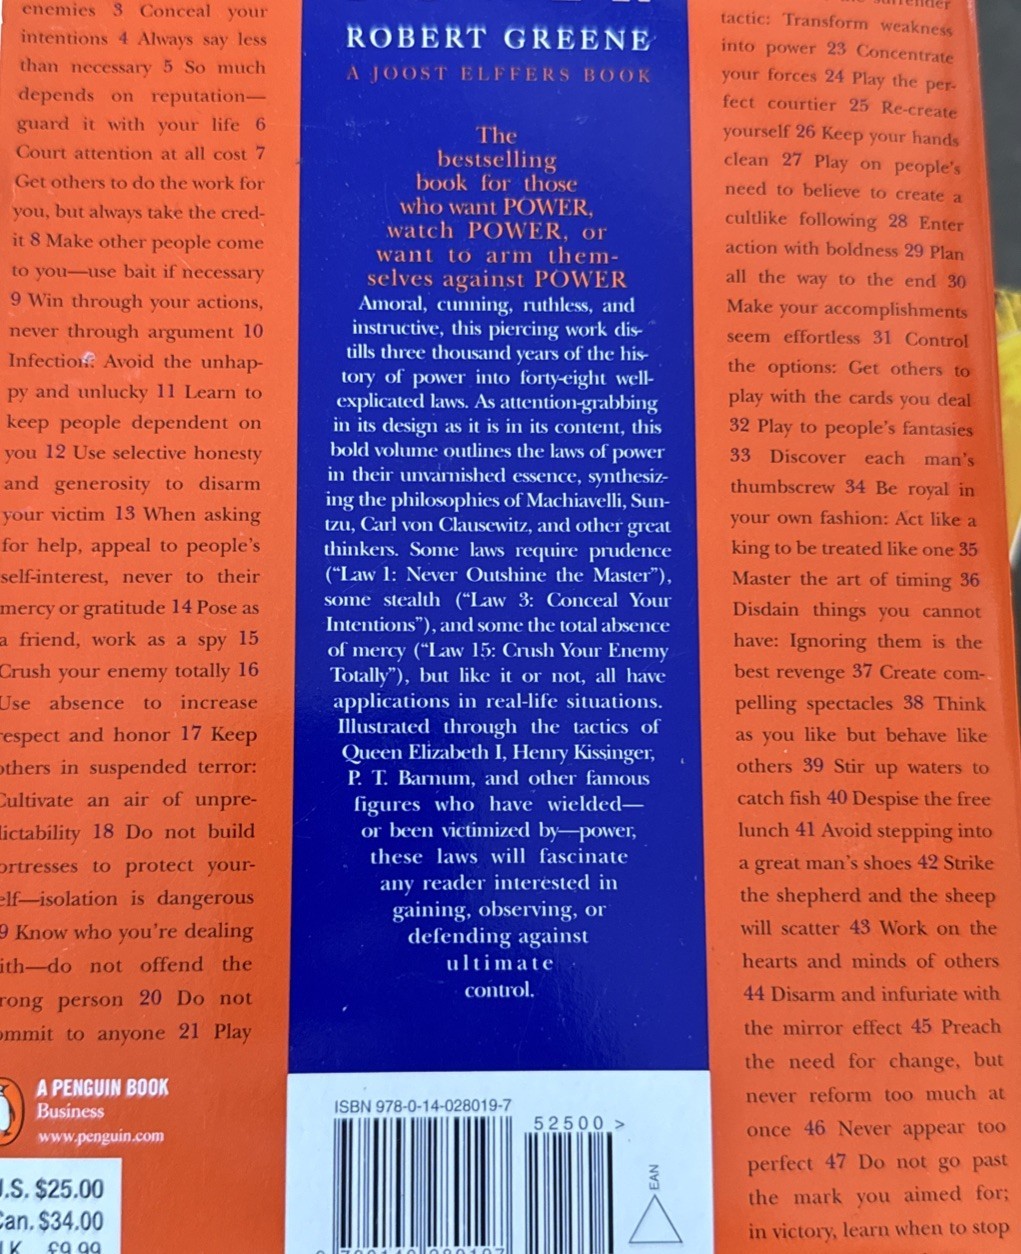 enemies 3 Conceal your
intentions 4 Always say less
than necessary 5 So much
depends on reputation—
guard it with your life 6
Court attention at all cost 7
Get others to do the work for
you, but always take the cred-
it 8 Make other people come
to you—use bait if necessary
9 Win through your actions,
never through argument 10
Infection: Avoid the unhap-
py and unlucky 11 Learn to
keep people dependent on
you 12 Use selective honesty
and generosity to disarm
your victim 13 When asking
for help, appeal to people's
self-interest, never to their
mercy or gratitude 14 Pose as
a friend, work as a spy 15
Crush your enemy totally 16
Use absence to increase
respect and honor 17 Keep
others in suspended terror:
Cultivate an air of unpre-
dictability 18 Do not build
ortresses to protect your-
elf—isolation is dangerous
9 Know who you're dealing
ith—do not offend the
rong person 20 Do not
ommit to anyone 21 Play
A PENGUIN BOOK
Business
www.penguin.com
U.S. $25.00
Can. $34.00
£9.99
ROBERT GREENE
A JOOST ELFFERS BOOK
The
bestselling
book for those
who want POWER,
watch POWER, or
want to arm them-
selves against POWER
Amoral, cunning, ruthless, and
instructive, this piercing work dis-
tills three thousand years of the his-
tory of power into forty-eight well-
explicated laws. As attention-grabbing
in its design as it is in its content, this
bold volume outlines the laws of power
in their unvarnished essence, synthesiz-
ing the philosophies of Machiavelli, Sun-
tzu, Carl von Clausewitz, and other great
thinkers. Some laws require prudence
("Law 1: Never Outshine the Master"),
some stealth ("Law 3: Conceal Your
Intentions"), and some the total absence
of mercy ("Law 15: Crush Your Enemy
Totally"), but like it or not, all have
applications in real-life situations.
Illustrated through the tactics of
Queen Elizabeth I, Henry Kissinger,
P. T. Barnum, and other famous
figures who have wielded—
or been victimized by—power,
these laws will fascinate
any reader interested in
gaining, observing, or
defending against
ultimate
control.
ISBN 978-0-14-028019-7
52500 >
EAN
surrender
tactic: Transform weakness
into power 23 Concentrate
your forces 24 Play the per-
fect courtier 25 Re-create
yourself 26 Keep your hands
clean 27 Play on people's
need to believe to create a
cultlike following 28 Enter
action with boldness 29 Plan
all the way to the end 30
Make your accomplishments
seem effortless 31 Control
the options: Get others to
play with the cards you deal
32 Play to people's fantasies
33 Discover each man's
thumbscrew 34 Be royal in
your own fashion: Act like a
king to be treated like one 35
Master the art of timing 36
Disdain things you cannot
have: Ignoring them is the
best revenge 37 Create com-
pelling spectacles 38 Think
as you like but behave like
others 39 Stir up waters to
catch fish 40 Despise the free
lunch 41 Avoid stepping into
a great man's shoes 42 Strike
the shepherd and the sheep
will scatter 43 Work on the
hearts and minds of others
44 Disarm and infuriate with
the mirror effect 45 Preach
the need for change, but
never reform too much at
once 46 Never appear too
perfect 47 Do not go past
the mark you aimed for;
in victory, learn when to stop